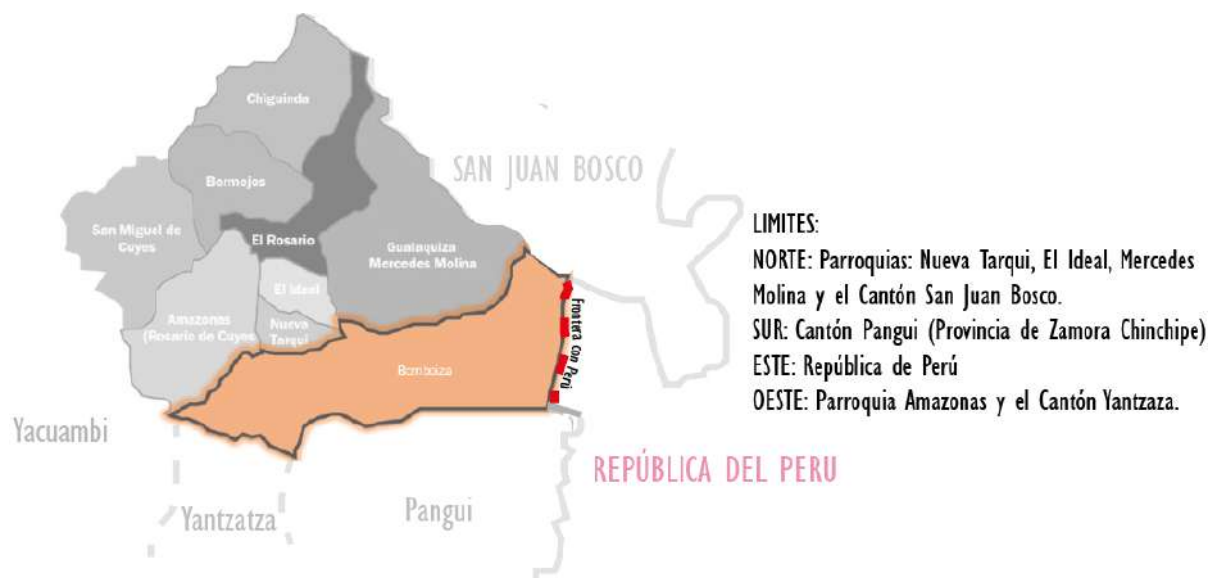 Chiguinda
SAN JUAN BOSCO
Bermejos
San Miguel de
Cuyes
El Rosario
Gualaquiza
Mercedes Molina
El Ideal
Amazonas
(Rosario de Cuyes
Nueva
Tarqui
Bomboiza
Frontera con Perú
Yacuambi
Yantzatza
Pangui
REPÚBLICA DEL PERU
LIMITES:
NORTE: Parroquias: Nueva Tarqui, El Ideal, Mercedes
Molina y el Cantón San Juan Bosco.
SUR: Cantón Pangui (Provincia de Zamora Chinchipe)
ESTE: República de Perú
OESTE: Parroquia Amazonas y el Cantón Yantzaza.